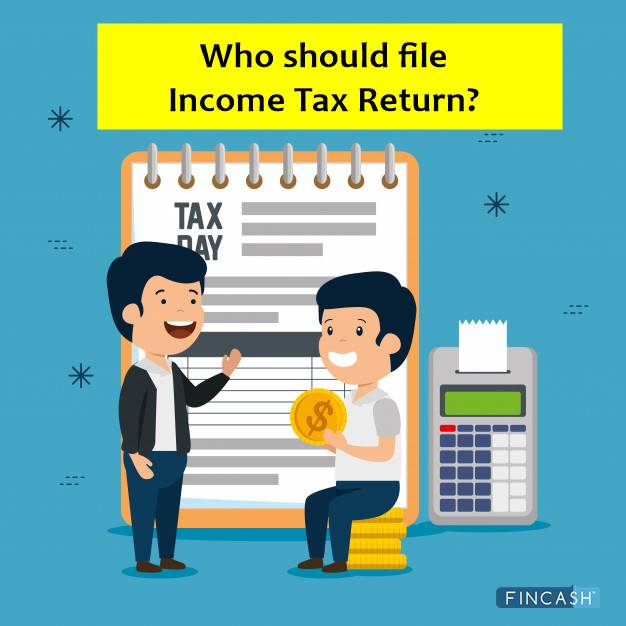 Who should file
Income Tax Return?
TAX
DAY
$
FINCASH